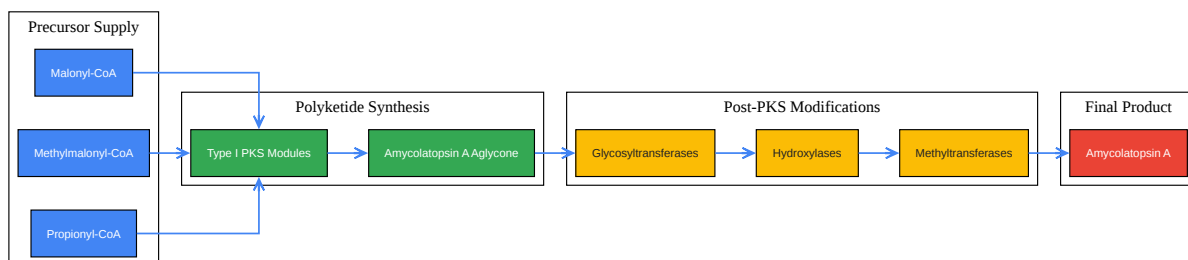 Precursor Supply
Malonyl-CoA
Methylmalonyl-CoA
Propionyl-CoA
Polyketide Synthesis
Type I PKS Modules
Amycolatopsin A Aglycone
Post-PKS Modifications
Glycosyltransferases
Hydroxylases
Methyltransferases
Final Product
Amycolatopsin A